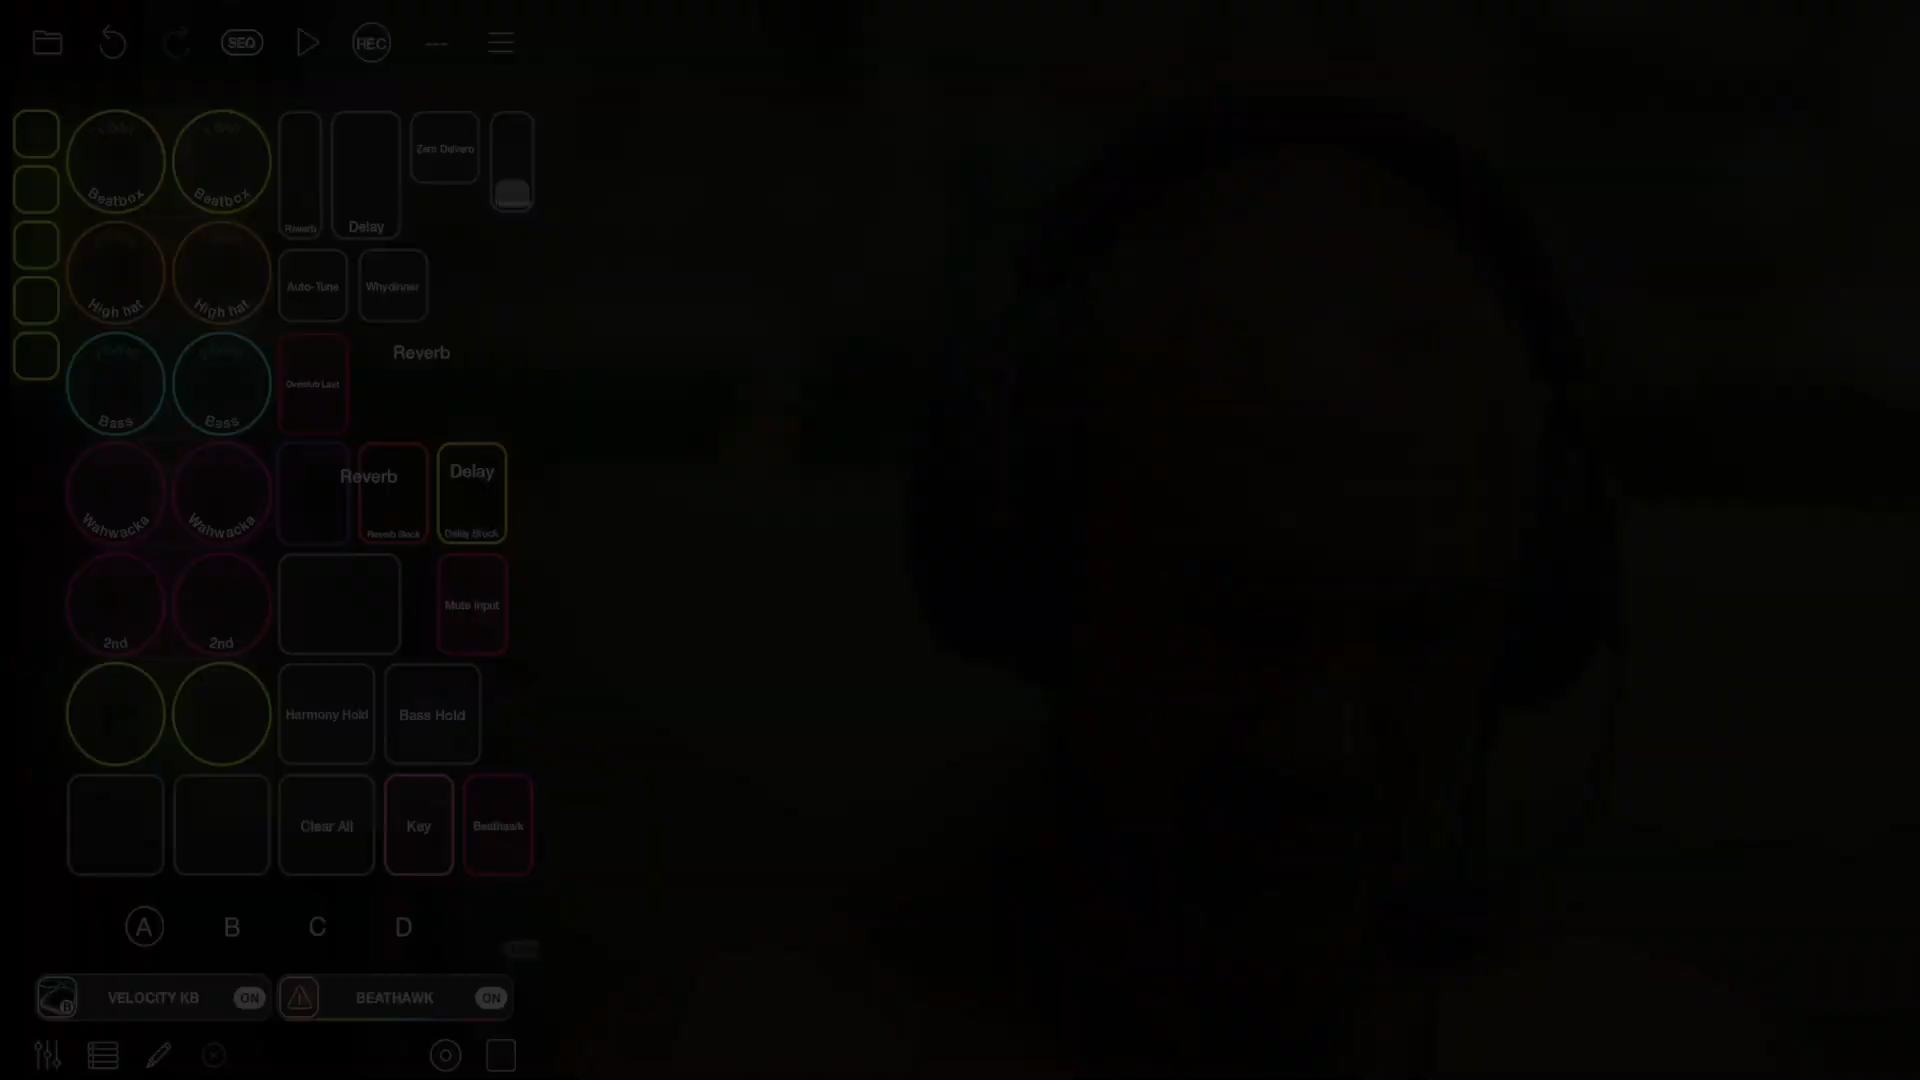 SEQ REC ---
Beatbox Beatbox Reverb Delay Zero Delivero
High hat High hat Auto-Tune Whydinner
Reverb
Bass Bass Overdub Last
Wahwacka Wahwacka Reverb Reverb Block Delay Delay Block
2nd 2nd Mute Input
Harmony Hold Bass Hold
Clear All Key Beathawk
A B C D
VELOCITY KB ON BEATHAWK ON